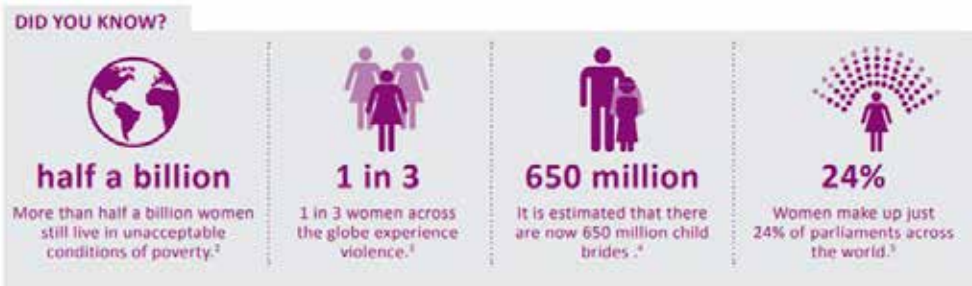 DID YOU KNOW?
half a billion
More than half a billion women
still live in unacceptable
conditions of poverty.²
1 in 3
1 in 3 women across
the globe experience
violence.³
650 million
It is estimated that there
are now 650 million child
brides .⁴
24%
Women make up just
24% of parliaments across
the world.⁵